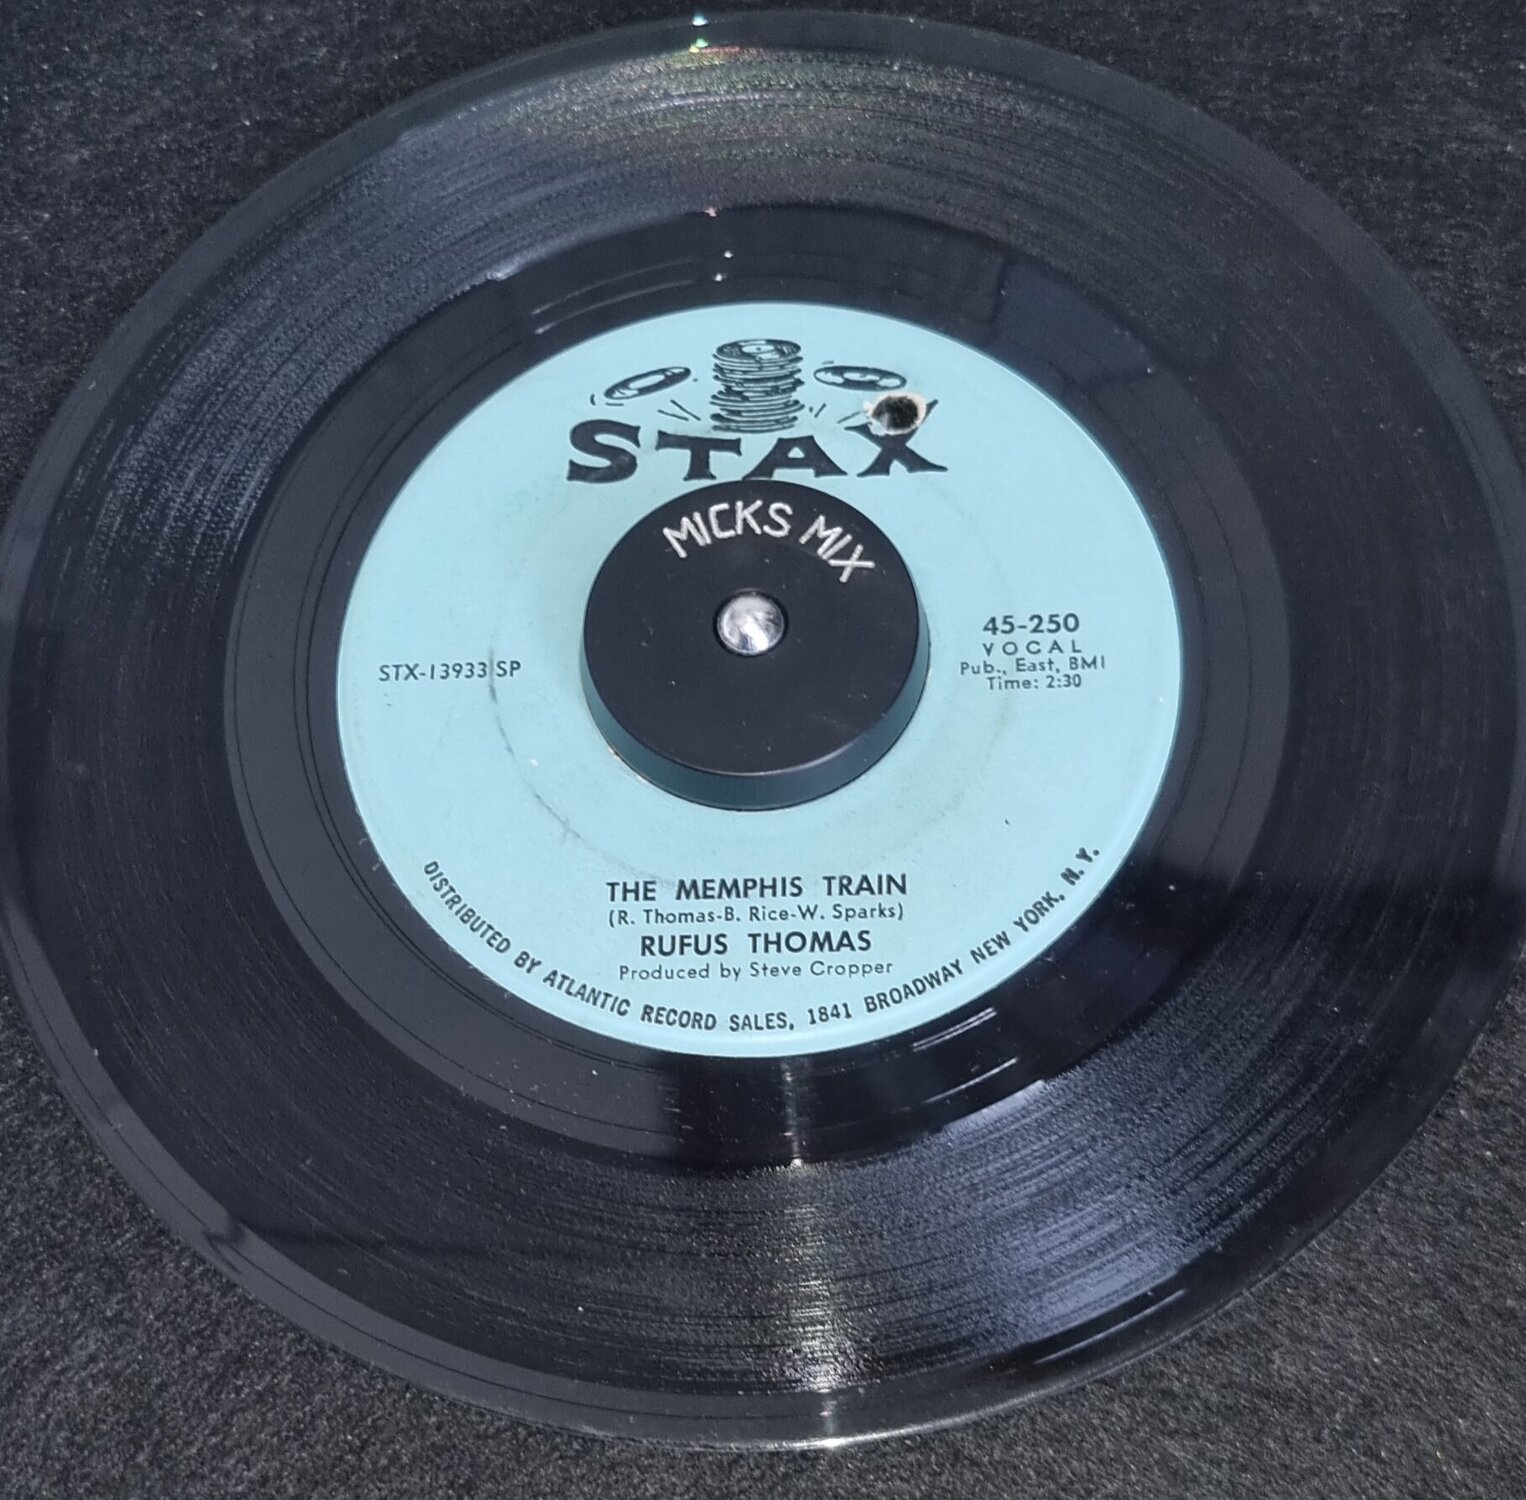 STAX
MICKS MIX
45-250
VOCAL
Pub., East, BMI
Time: 2:30
STX-13933 SP
THE MEMPHIS TRAIN
(R. Thomas-B. Rice-W. Sparks)
RUFUS THOMAS
Produced by Steve Cropper
DISTRIBUTED BY ATLANTIC RECORD SALES, 1841 BROADWAY NEW YORK, N. Y.